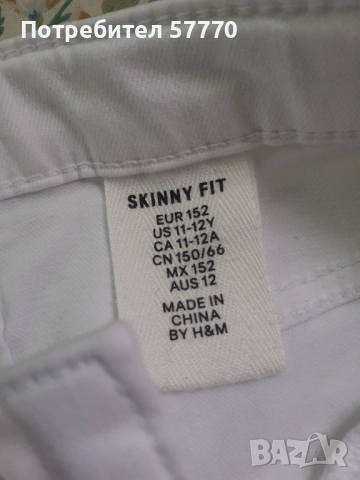 Потребител 57770
SKINNY FIT
EUR 152
US 11-12Y
CA 11-12A
CN 150/66
MX 152
AUS 12
MADE IN
CHINA
BY H&M
BAZAR